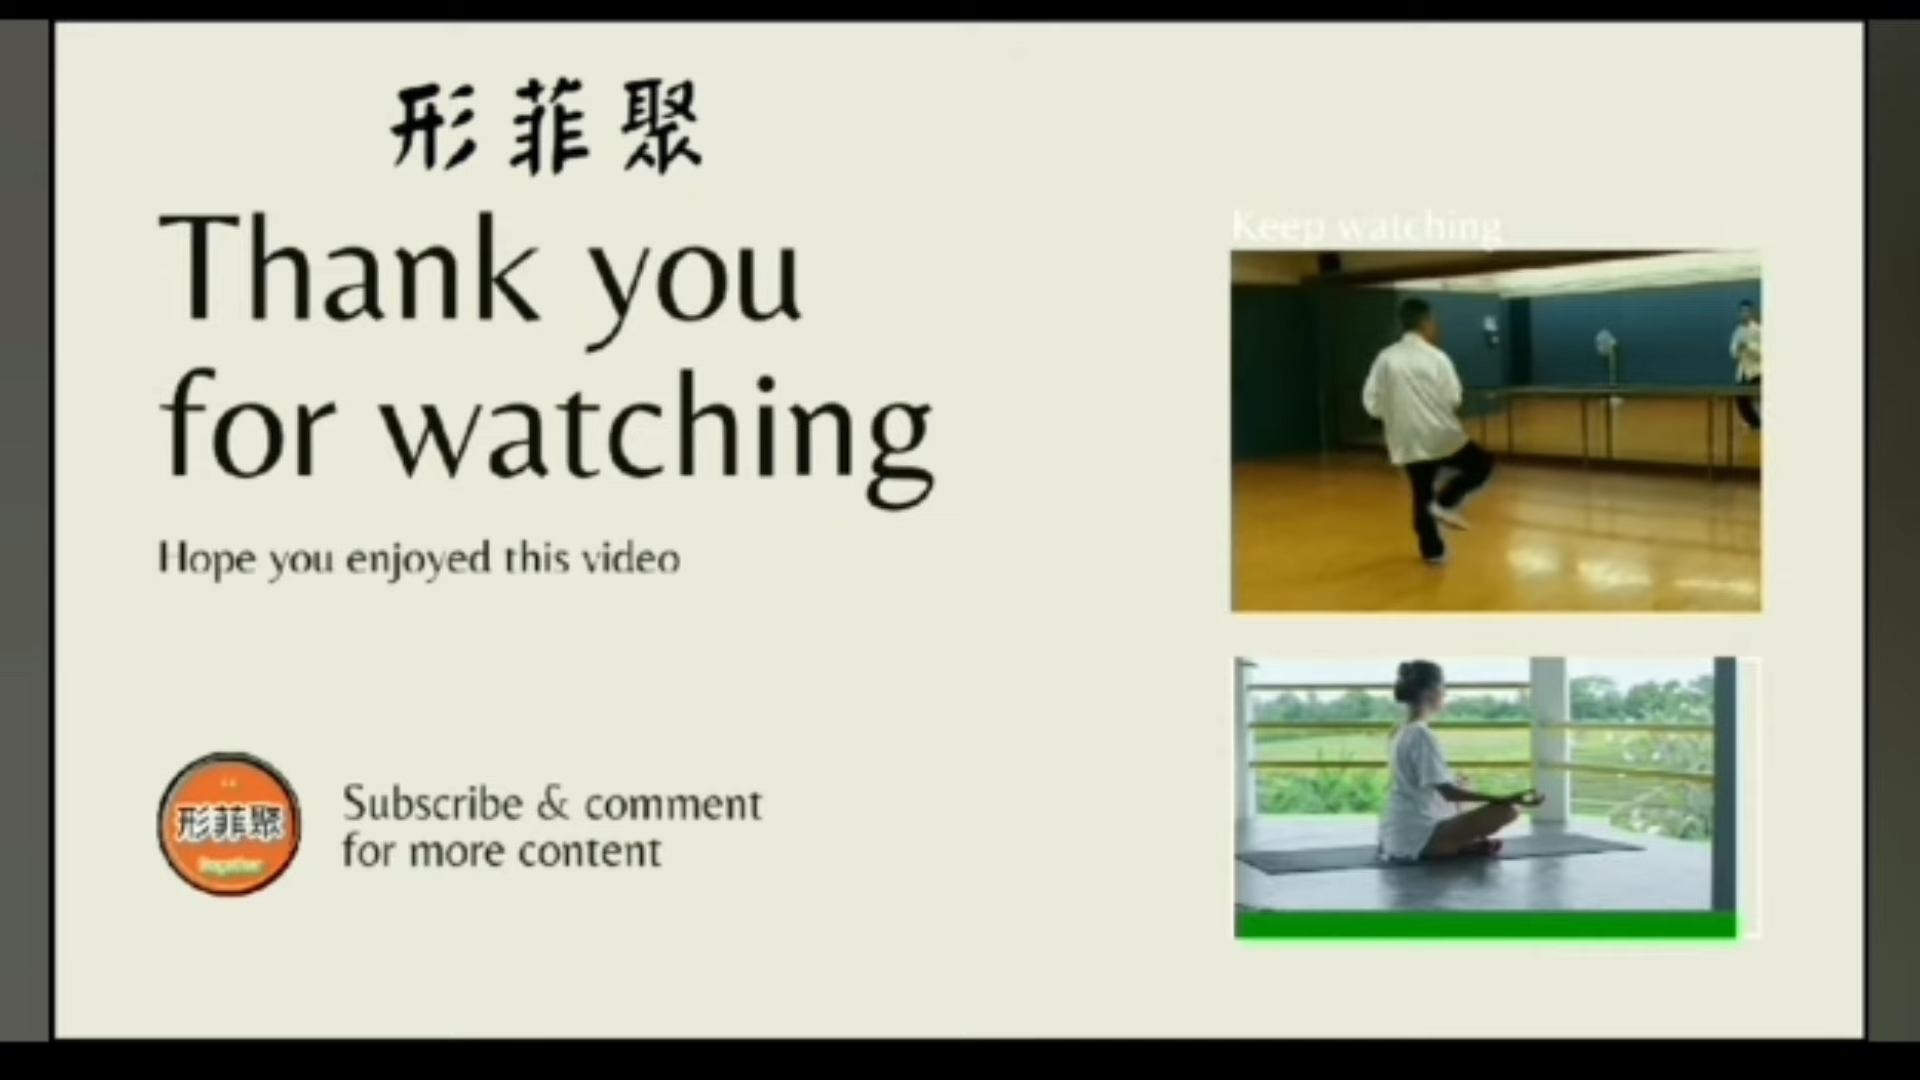 形菲聚
Thank you
for watching
Hope you enjoyed this video
Keep watching
形菲聚
Together
Subscribe & comment
for more content